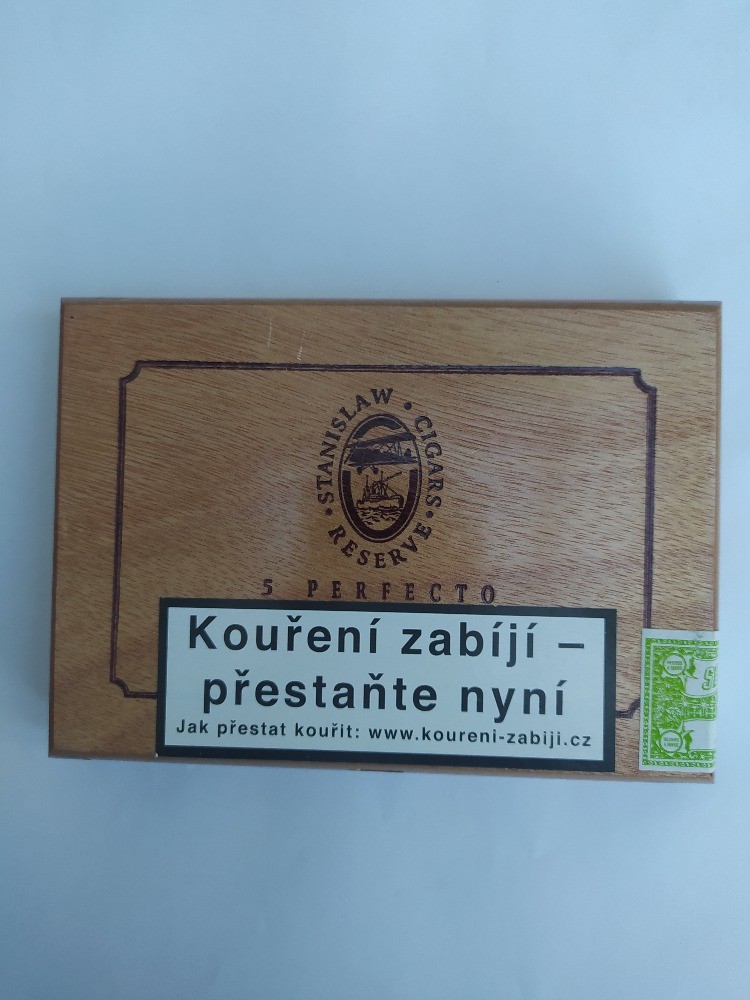 STANISLAW • CIGARS •
RESERVE •
5 PERFECTO
Kouření zabíjí –
přestaňte nyní
Jak přestat kouřit: www.koureni-zabiji.cz